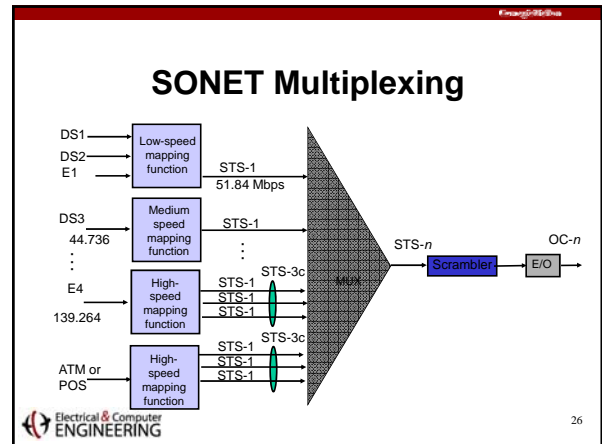 Carnegie Mellon
SONET Multiplexing
DS1
DS2
E1
Low-speed
mapping
function
STS-1
51.84 Mbps
DS3
44.736
Medium
speed
mapping
function
STS-1
⋮
⋮
E4
139.264
High-
speed
mapping
function
STS-1
STS-1
STS-1
STS-3c
ATM or
POS
High-
speed
mapping
function
STS-1
STS-1
STS-1
STS-3c
MUX
STS-n
Scrambler
E/O
OC-n
Electrical & Computer
ENGINEERING
26